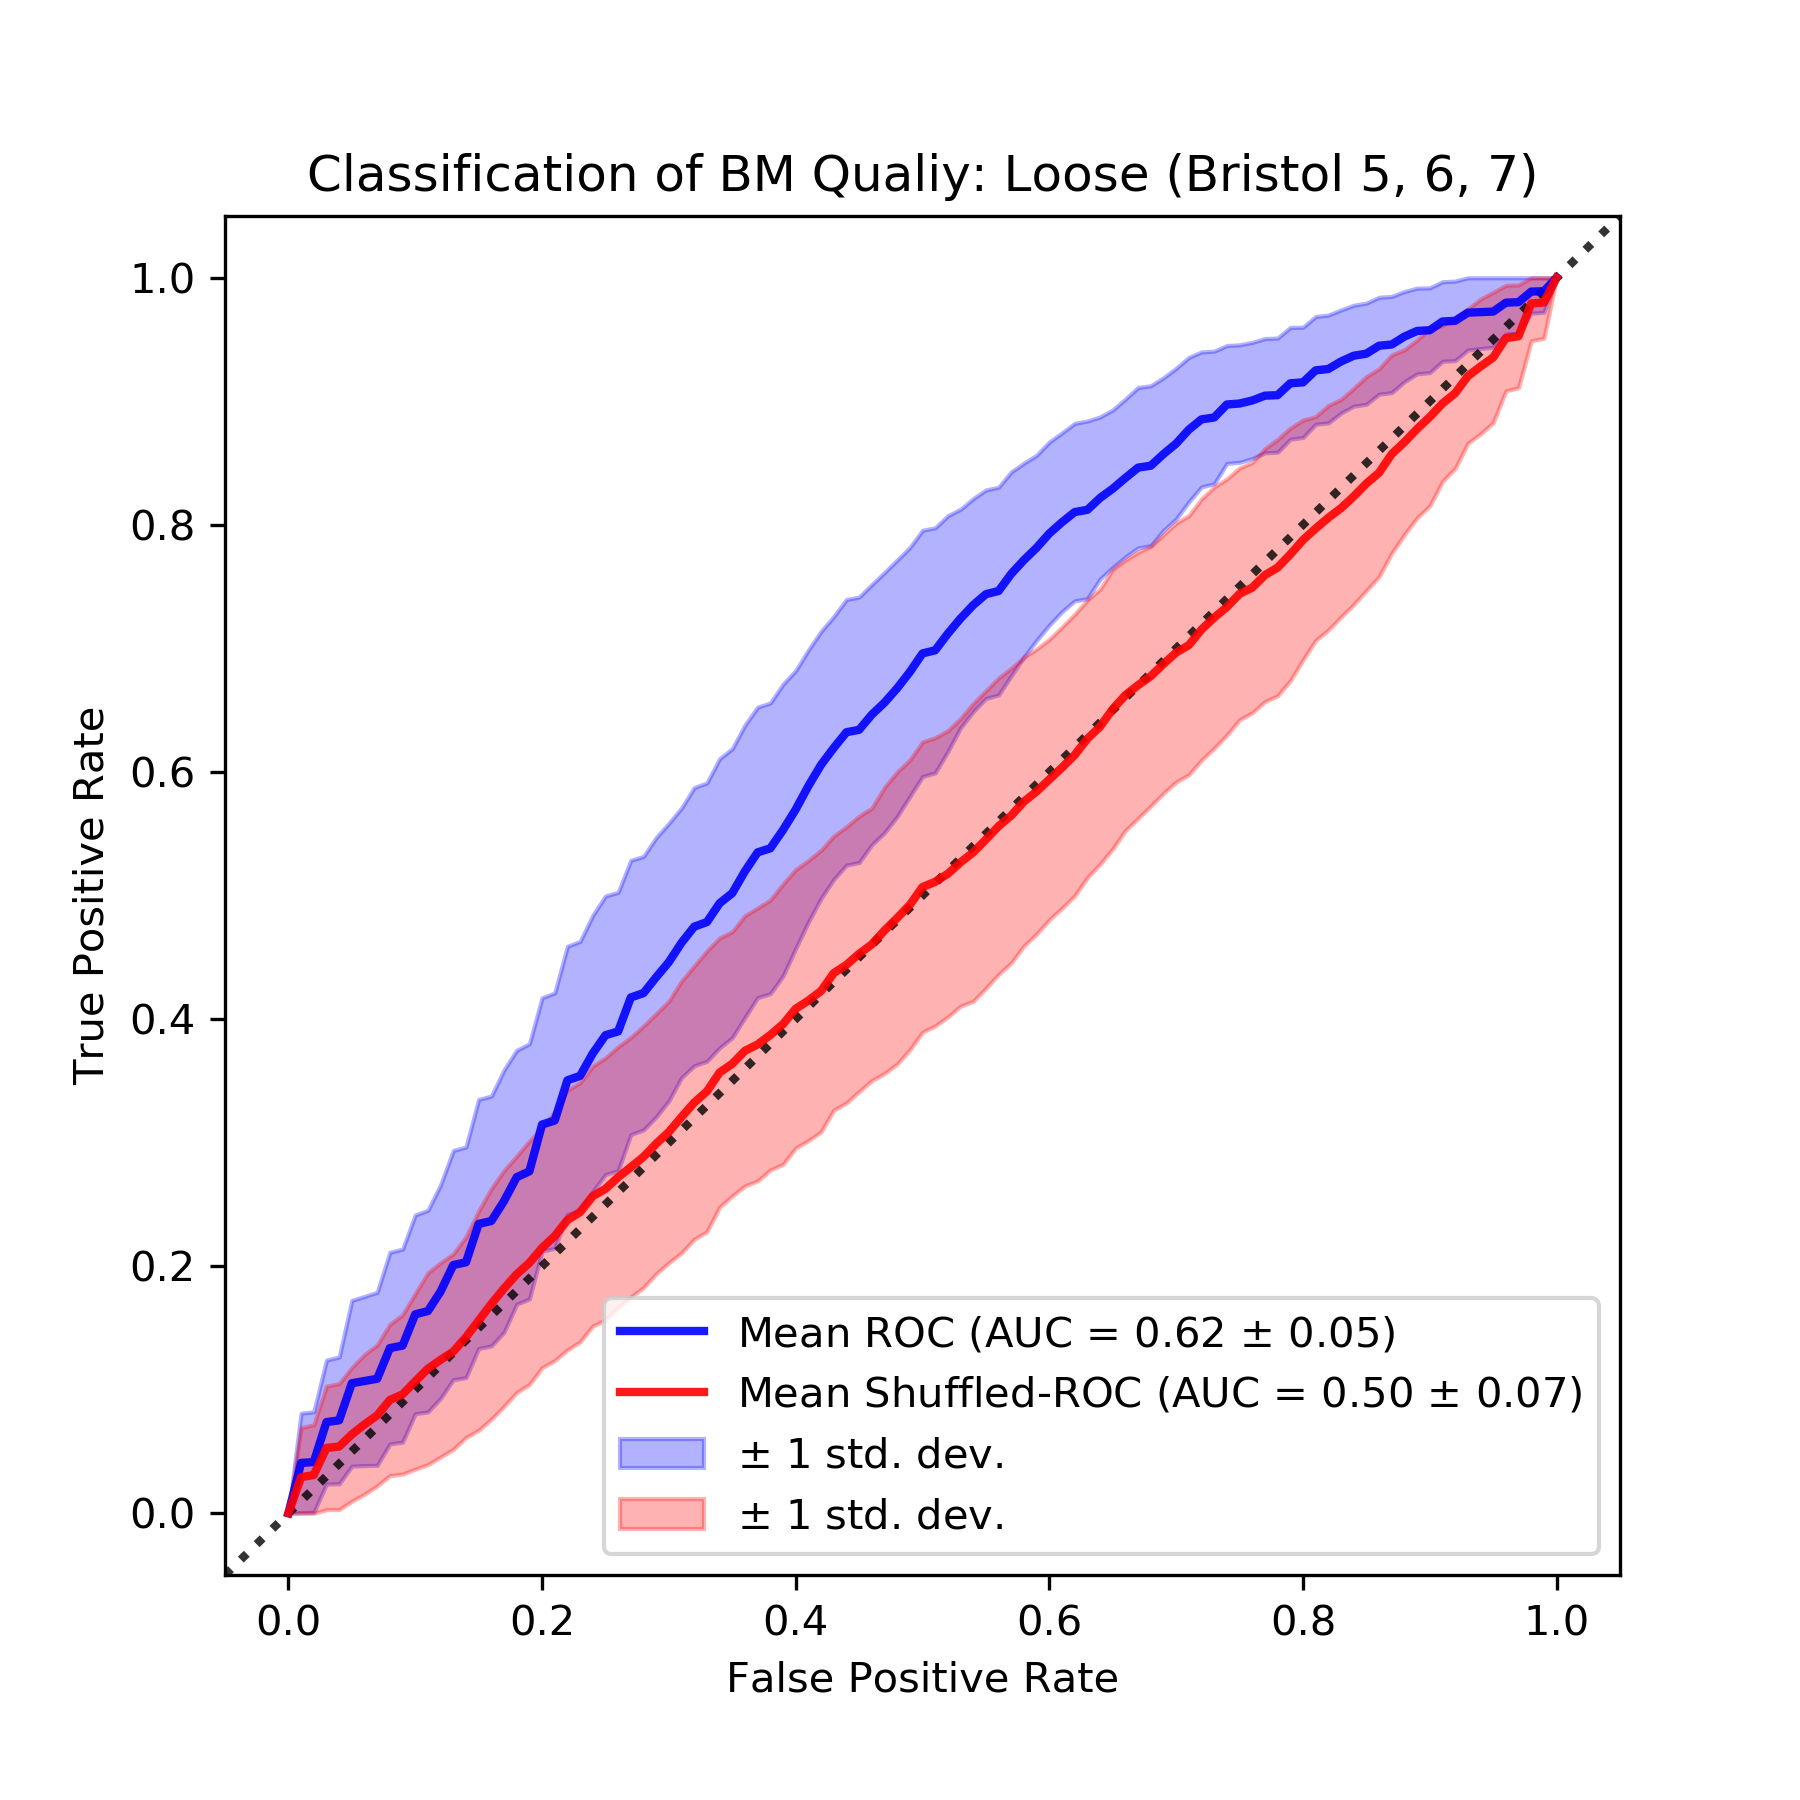 Classification of BM Qualiy: Loose (Bristol 5, 6, 7)
True Positive Rate
1.0
0.8
0.6
0.4
0.2
0.0
Mean ROC (AUC = 0.62 ± 0.05)
Mean Shuffled-ROC (AUC = 0.50 ± 0.07)
± 1 std. dev.
± 1 std. dev.
0.0 0.2 0.4 0.6 0.8 1.0
False Positive Rate